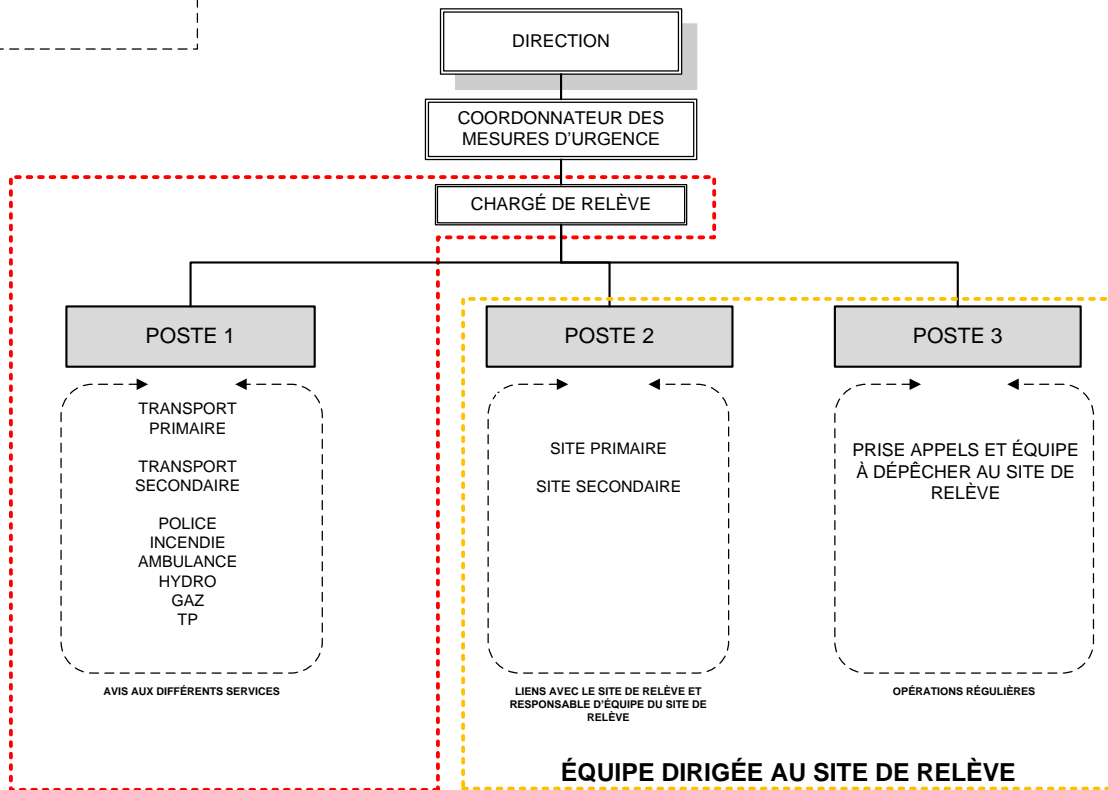 DIRECTION
COORDONNATEUR DES
MESURES D'URGENCE
CHARGÉ DE RELÈVE
POSTE 1
TRANSPORT
PRIMAIRE
TRANSPORT
SECONDAIRE
POLICE
INCENDIE
AMBULANCE
HYDRO
GAZ
TP
AVIS AUX DIFFÉRENTS SERVICES
POSTE 2
SITE PRIMAIRE
SITE SECONDAIRE
LIENS AVEC LE SITE DE RELÈVE ET
RESPONSABLE D'ÉQUIPE DU SITE DE
RELÈVE
POSTE 3
PRISE APPELS ET ÉQUIPE
À DÉPÊCHER AU SITE DE
RELÈVE
OPÉRATIONS RÉGULIÈRES
ÉQUIPE DIRIGÉE AU SITE DE RELÈVE